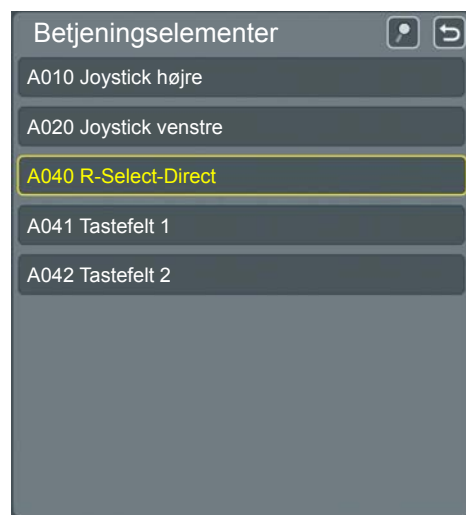 Betjeningselementer
A010 Joystick højre
A020 Joystick venstre
A040 R-Select-Direct
A041 Tastefelt 1
A042 Tastefelt 2